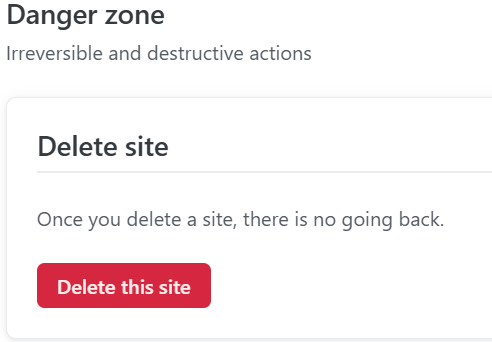 Danger zone
Irreversible and destructive actions
Delete site
Once you delete a site, there is no going back.
Delete this site